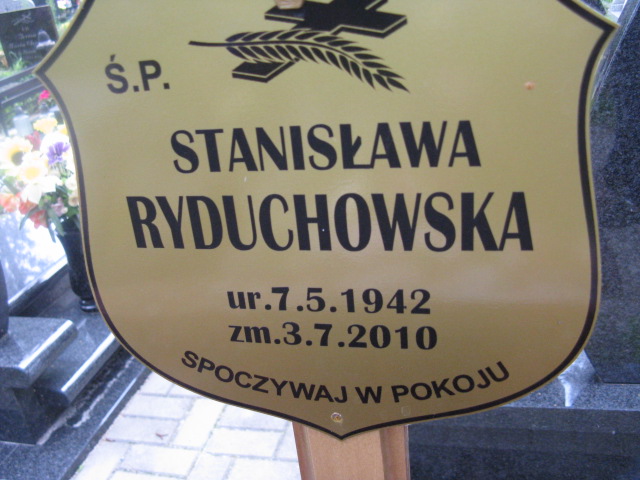 Ś.P.
STANISŁAWA
RYDUCHOWSKA
ur.7.5.1942
zm.3.7.2010
SPOCZYWAJ W POKOJU